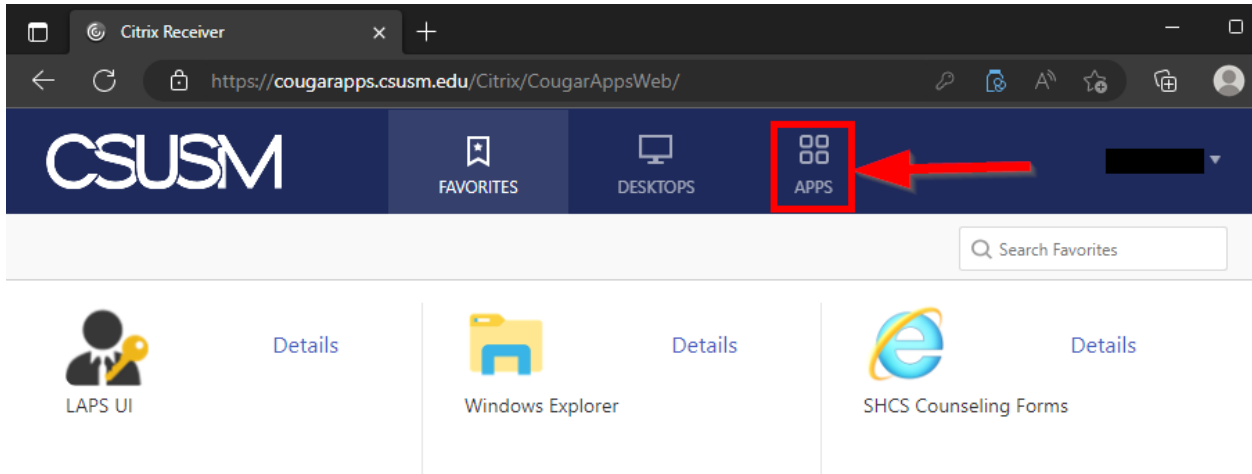 Citrix Receiver
https://cougarapps.csusm.edu/Citrix/CougarAppsWeb/
CSUSM
FAVORITES
DESKTOPS
APPS
Search Favorites
Details
Details
Details
LAPS UI
Windows Explorer
SHCS Counseling Forms